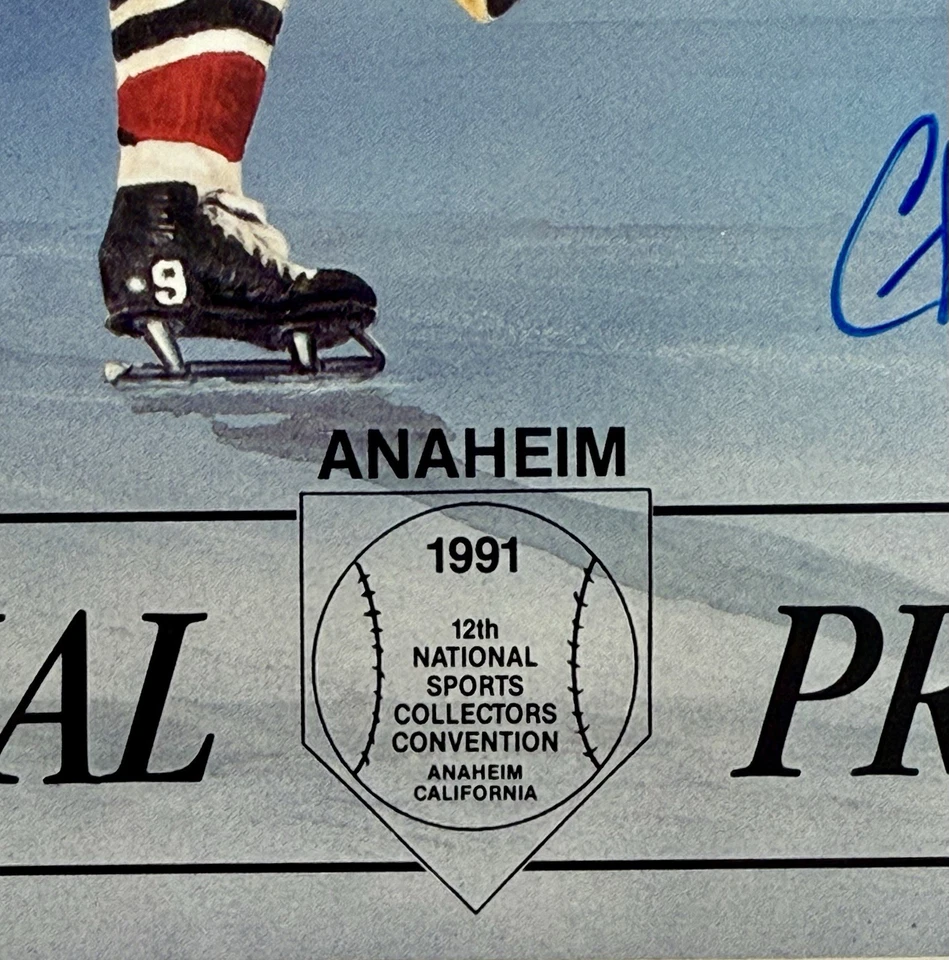 9
ANAHEIM
1991
12th
NATIONAL
SPORTS
COLLECTORS
CONVENTION
ANAHEIM
CALIFORNIA
AL PR